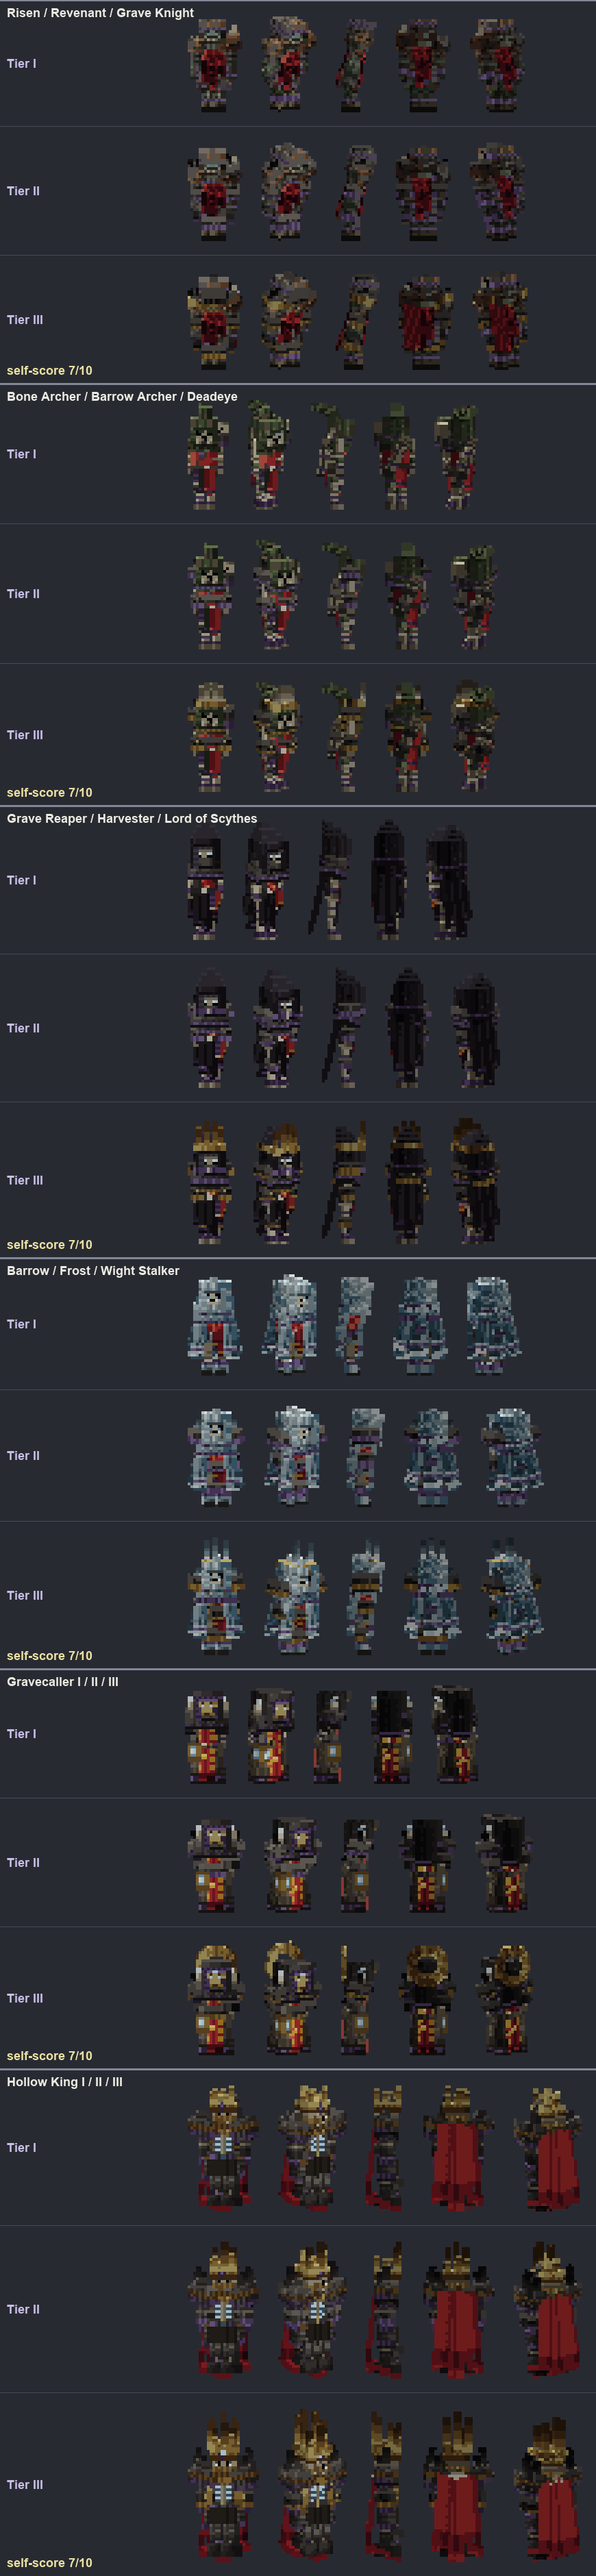 Risen / Revenant / Grave Knight
Tier I
Tier II
Tier III
self-score 7/10
Bone Archer / Barrow Archer / Deadeye
Tier I
Tier II
Tier III
self-score 7/10
Grave Reaper / Harvester / Lord of Scythes
Tier I
Tier II
Tier III
self-score 7/10
Barrow / Frost / Wight Stalker
Tier I
Tier II
Tier III
self-score 7/10
Gravecaller I / II / III
Tier I
Tier II
Tier III
self-score 7/10
Hollow King I / II / III
Tier I
Tier II
Tier III
self-score 7/10